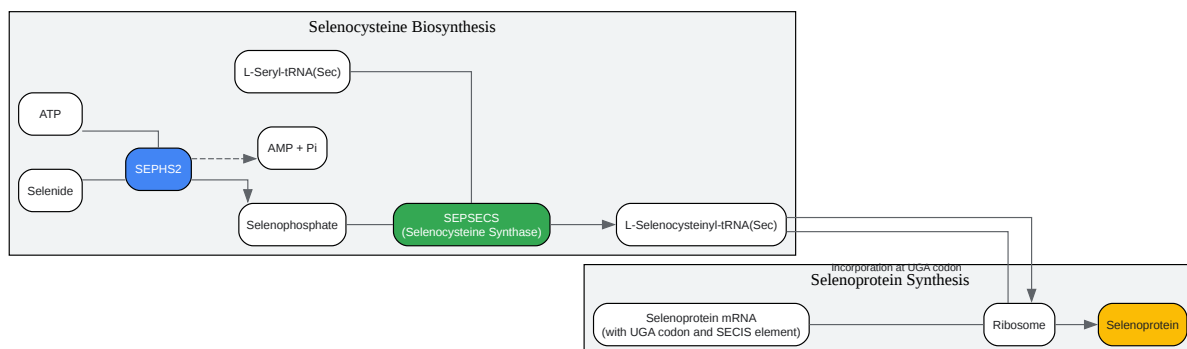 Selenocysteine Biosynthesis
L-Seryl-tRNA(Sec)
ATP
AMP + Pi
SEPHS2
Selenide
Selenophosphate
SEPSECS
(Selenocysteine Synthase)
L-Selenocysteinyl-tRNA(Sec)
Incorporation at UGA codon
Selenoprotein Synthesis
Selenoprotein mRNA
(with UGA codon and SECIS element)
Ribosome
Selenoprotein